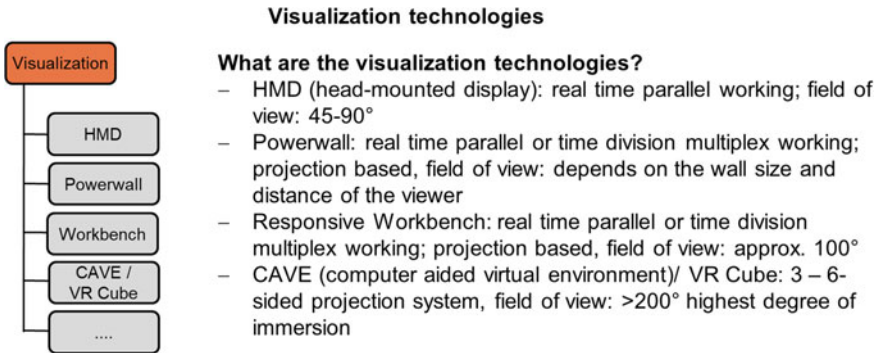 Visualization technologies
Visualization
HMD
Powerwall
Workbench
CAVE /
VR Cube
....
What are the visualization technologies?
– HMD (head-mounted display): real time parallel working; field of
view: 45-90°
– Powerwall: real time parallel or time division multiplex working;
projection based, field of view: depends on the wall size and
distance of the viewer
– Responsive Workbench: real time parallel or time division
multiplex working; projection based, field of view: approx. 100°
– CAVE (computer aided virtual environment)/ VR Cube: 3 – 6-
sided projection system, field of view: >200° highest degree of
immersion